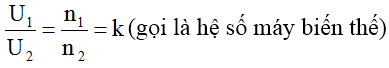 U₁/U₂ = n₁/n₂ = k (gọi là hệ số máy biến thế)